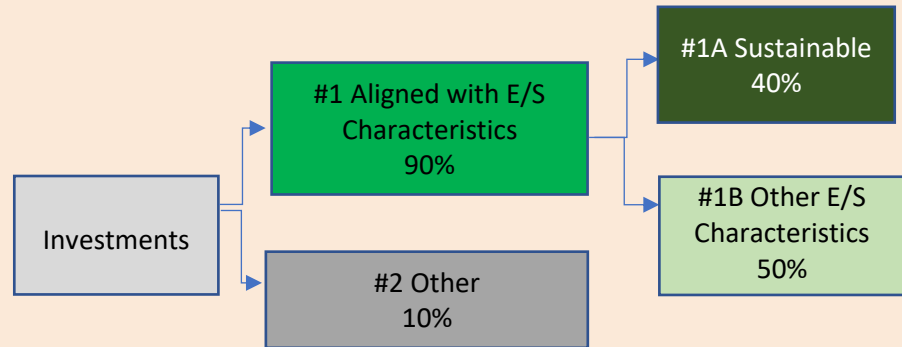 #1A Sustainable
40%
#1 Aligned with E/S
Characteristics
90%
#1B Other E/S
Characteristics
50%
Investments
#2 Other
10%